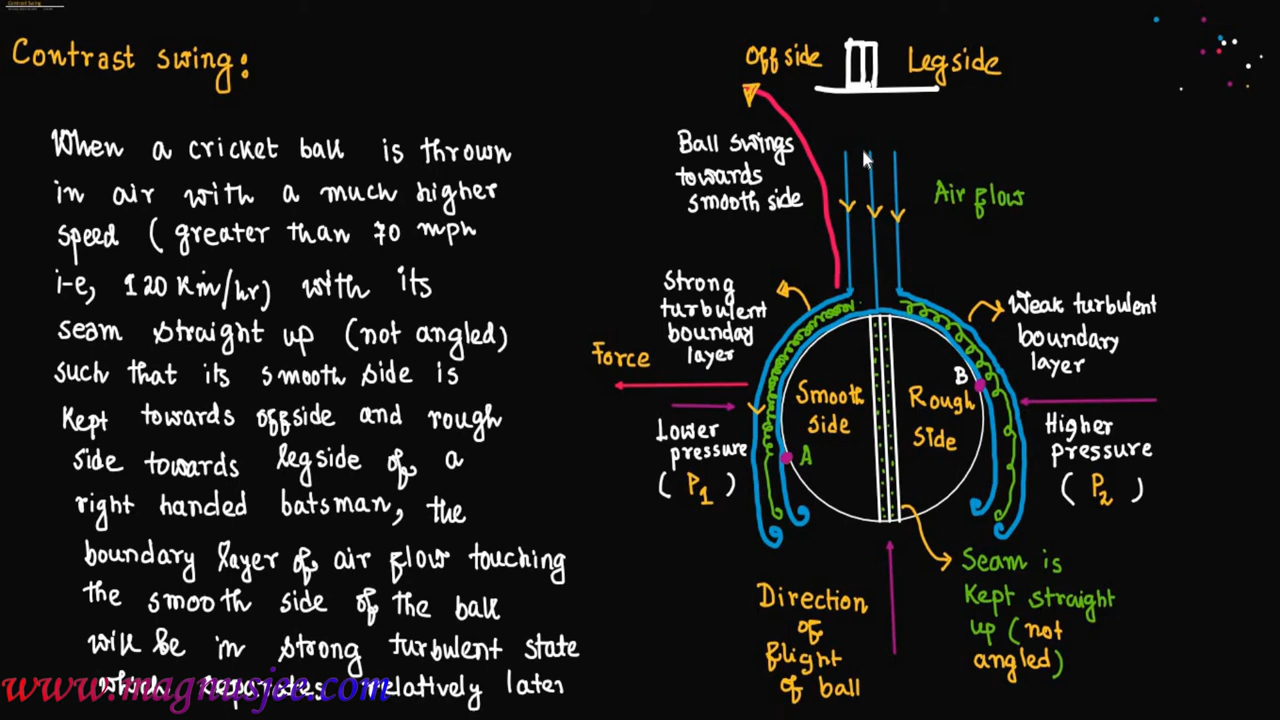 Contrast Swing
Contrast swing:
When a cricket ball is thrown
in air with a much higher
speed (greater than 70 mph
i-e, 120 Km/hr) with its
seam straight up (not angled)
such that its smooth side is
Kept towards offside and rough
side towards legside of a
right handed batsman, the
boundary layer of air flow touching
the smooth side of the ball
will be in strong turbulent state
which separates relatively later
www.magnusjee.com
Off side
Legside
Ball swings
towards
smooth side
Air flow
Strong
turbulent
bounday
layer
Weak turbulent
boundary
layer
Force
Lower
pressure
( P1 )
A
Smooth
side
B
Rough
Side
Higher
pressure
( P2 )
Direction
of
flight
of ball
Seam is
Kept straight
up (not
angled)